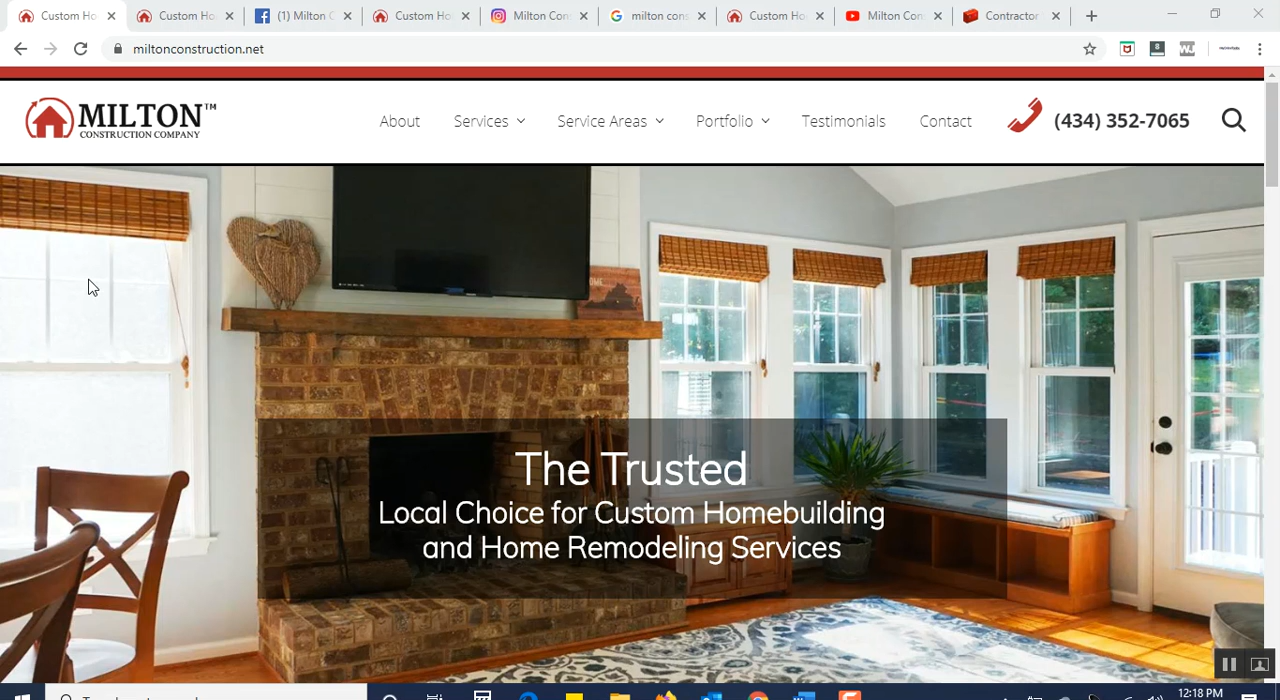 Custom Ho
Custom Ho
(1) Milton C
Custom Ho
Milton Con
milton cons
Custom Ho
Milton Con
Contractor
miltonconstruction.net
MILTON™
CONSTRUCTION COMPANY
About
Services
Service Areas
Portfolio
Testimonials
Contact
(434) 352-7065
HOME
The Trusted
Local Choice for Custom Homebuilding
and Home Remodeling Services
12:18 PM